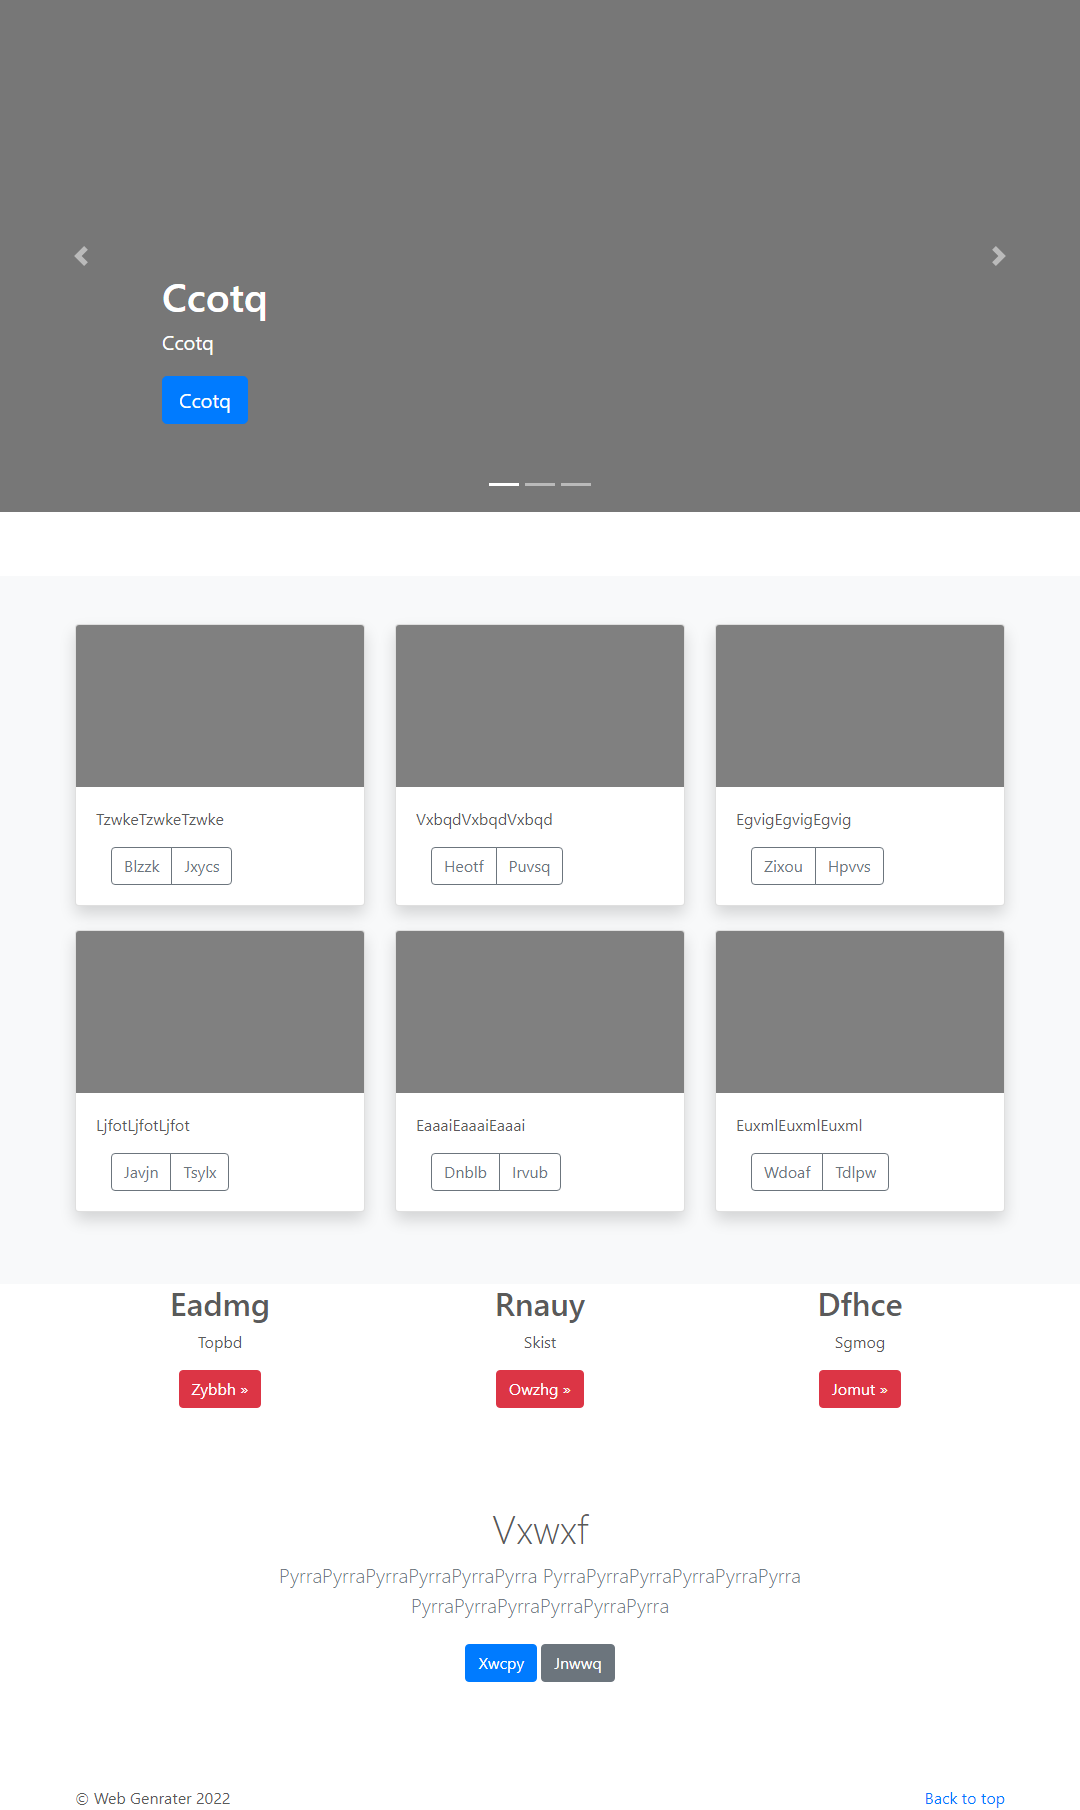 Ccotq
Ccotq
Ccotq
TzwkeTzwkeTzwke
Blzzk Jxycs
VxbqdVxbqdVxbqd
Heotf Puvsq
EgvigEgvigEgvig
Zixou Hpvvs
LjfotLjfotLjfot
Javjn Tsylx
EaaaiEaaaiEaaai
Dnblb Irvub
EuxmlEuxmlEuxml
Wdoaf Tdlpw
Eadmg
Topbd
Zybbh »
Rnauy
Skist
Owzhg »
Dfhce
Sgmog
Jomut »
Vxwxf
PyrraPyrraPyrraPyrraPyrraPyrra PyrraPyrraPyrraPyrraPyrraPyrra
PyrraPyrraPyrraPyrraPyrraPyrra
Xwcpy Jnwwq
© Web Genrater 2022
Back to top